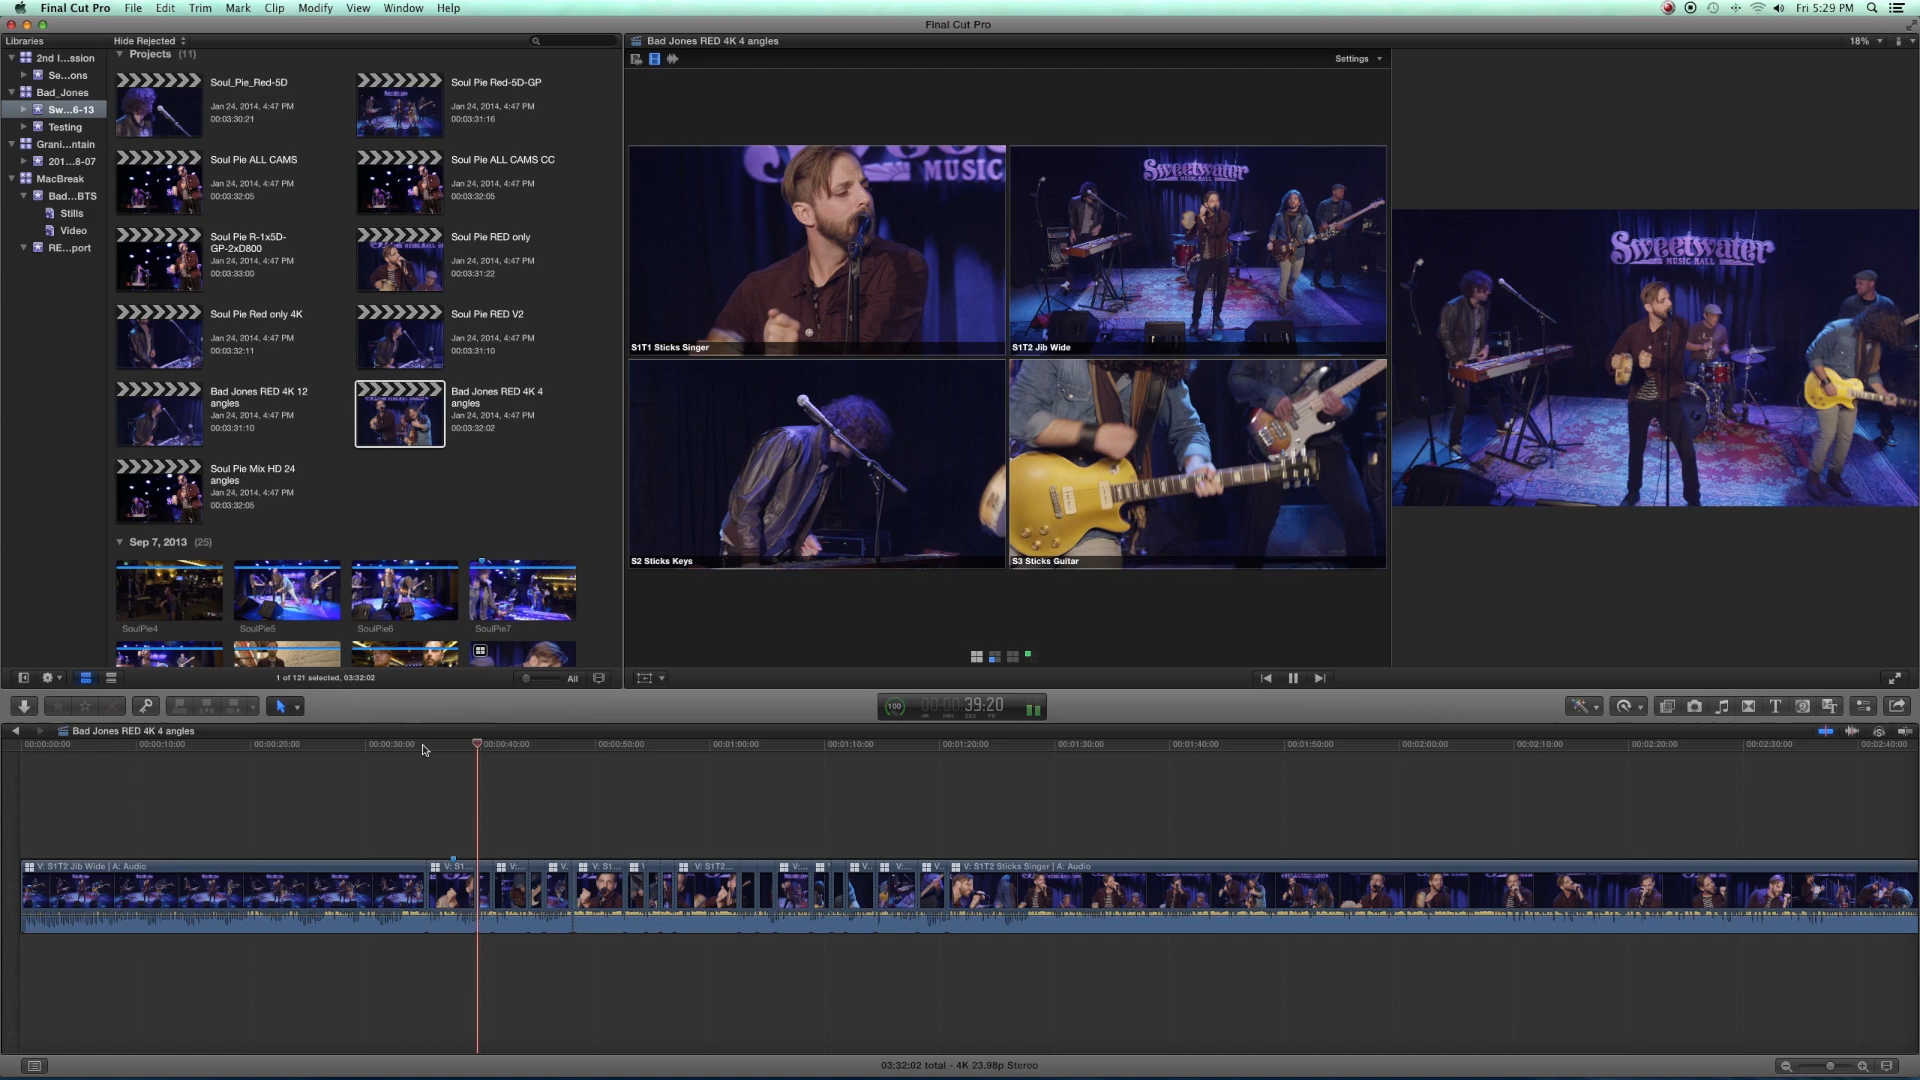 Final Cut Pro File Edit Trim Mark Clip Modify View Window Help
Fri 5:29 PM
Final Cut Pro
Libraries
Hide Rejected
Bad Jones RED 4K 4 angles
18%
Settings
2nd I...ssion
Se...ons
Bad_Jones
Sw...6-13
Testing
Grani...ntain
201...8-07
MacBreak
Bad...BTS
Stills
Video
RE...port
Projects (11)
Soul_Pie_Red-5D
Jan 24, 2014, 4:47 PM
00:03:30:21
Soul Pie Red-5D-GP
Jan 24, 2014, 4:47 PM
00:03:31:16
Soul Pie ALL CAMS
Jan 24, 2014, 4:47 PM
00:03:32:05
Soul Pie ALL CAMS CC
Jan 24, 2014, 4:47 PM
00:03:32:05
Soul Pie R-1x5D-
GP-2xD800
Jan 24, 2014, 4:47 PM
00:03:33:00
Soul Pie RED only
Jan 24, 2014, 4:47 PM
00:03:31:22
Soul Pie Red only 4K
Jan 24, 2014, 4:47 PM
00:03:32:11
Soul Pie RED V2
Jan 24, 2014, 4:47 PM
00:03:31:10
Bad Jones RED 4K 12
angles
Jan 24, 2014, 4:47 PM
00:03:31:10
Bad Jones RED 4K 4
angles
Jan 24, 2014, 4:47 PM
00:03:32:02
Soul Pie Mix HD 24
angles
Jan 24, 2014, 4:47 PM
00:03:32:05
Sep 7, 2013 (25)
SoulPie4
SoulPie5
SoulPie6
SoulPie7
1 of 121 selected, 03:32:02
All
MUSIC
S1T1 Sticks Singer
Sweetwater
MUSIC HALL
S1T2 Jib Wide
S2 Sticks Keys
S3 Sticks Guitar
Sweetwater
MUSIC HALL
100
00:00:39:20
HR MIN SEC FR
Bad Jones RED 4K 4 angles
00:00:00:00
00:00:10:00
00:00:20:00
00:00:30:00
00:00:40:00
00:00:50:00
00:01:00:00
00:01:10:00
00:01:20:00
00:01:30:00
00:01:40:00
00:01:50:00
00:02:00:00
00:02:10:00
00:02:20:00
00:02:30:00
00:02:40:00
V: S1T2 Jib Wide | A: Audio
V: S1...
V:...
V.
V: S1...
V: S1T2...
V:...
V..
V:...
V..
V: S1T2 Sticks Singer | A: Audio
03:32:02 total - 4K 23.98p Stereo